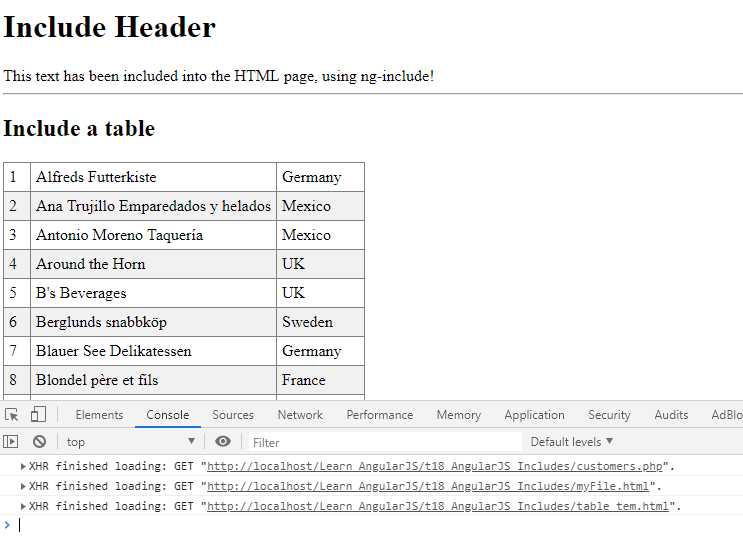 Include Header
This text has been included into the HTML page, using ng-include!
Include a table
1 Alfreds Futterkiste Germany
2 Ana Trujillo Emparedados y helados Mexico
3 Antonio Moreno Taquería Mexico
4 Around the Horn UK
5 B's Beverages UK
6 Berglunds snabbköp Sweden
7 Blauer See Delikatessen Germany
8 Blondel père et fils France
Elements Console Sources Network Performance Memory Application Security Audits AdBlo
top Filter Default levels
XHR finished loading: GET "http://localhost/Learn_AngularJS/t18_AngularJS_Includes/customers.php".
XHR finished loading: GET "http://localhost/Learn_AngularJS/t18_AngularJS_Includes/myFile.html".
XHR finished loading: GET "http://localhost/Learn_AngularJS/t18_AngularJS_Includes/table_tem.html".